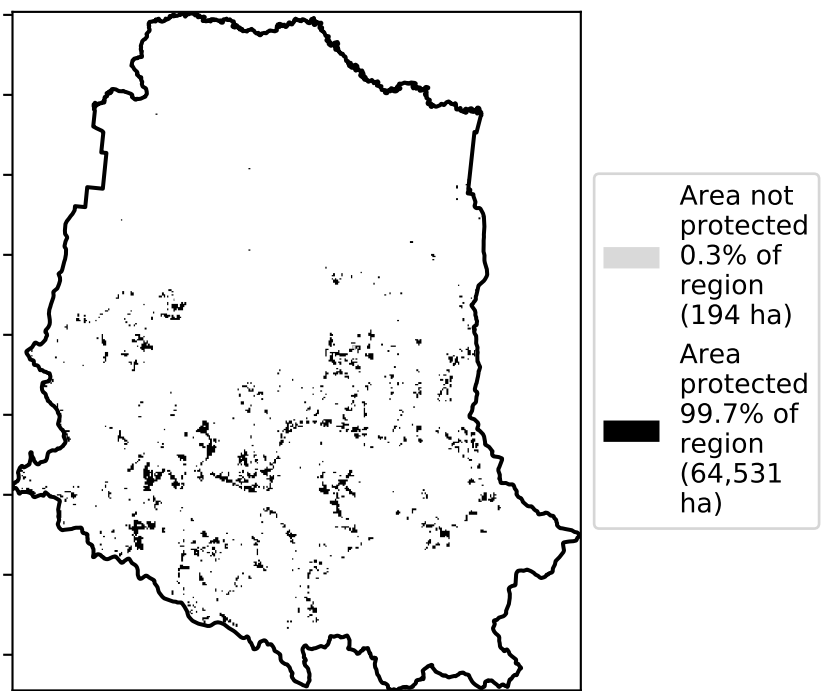 Area not
protected
0.3% of
region
(194 ha)
Area
protected
99.7% of
region
(64,531
ha)